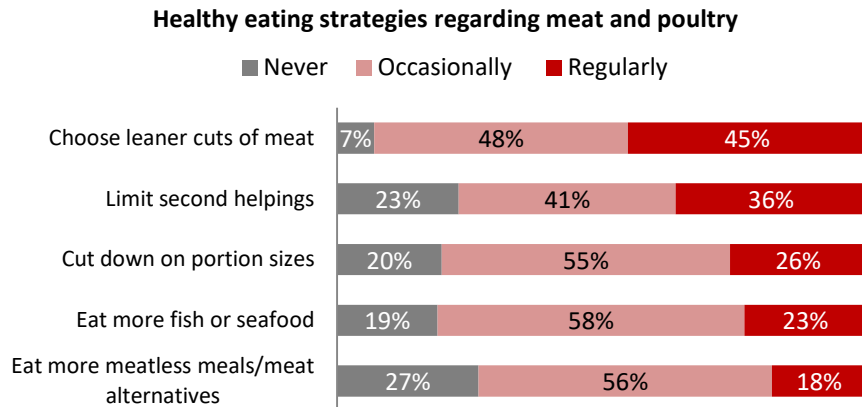 Healthy eating strategies regarding meat and poultry
Never Occasionally Regularly
Choose leaner cuts of meat 7% 48% 45%
Limit second helpings 23% 41% 36%
Cut down on portion sizes 20% 55% 26%
Eat more fish or seafood 19% 58% 23%
Eat more meatless meals/meat
alternatives 27% 56% 18%